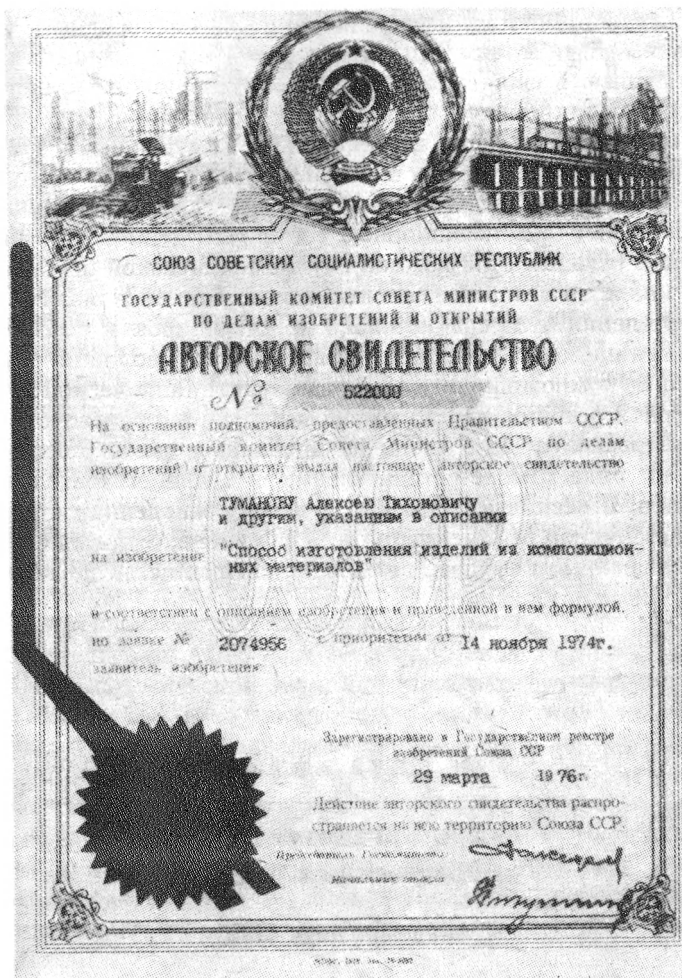 СОЮЗ СОВЕТСКИХ СОЦИАЛИСТИЧЕСКИХ РЕСПУБЛИК
ГОСУДАРСТВЕННЫЙ КОМИТЕТ СОВЕТА МИНИСТРОВ СССР
ПО ДЕЛАМ ИЗОБРЕТЕНИЙ И ОТКРЫТИЙ
АВТОРСКОЕ СВИДЕТЕЛЬСТВО
№ 522000
На основании полномочий, предоставленных Правительством СССР,
Государственный комитет Совета Министров СССР по делам
изобретений и открытий выдал настоящее авторское свидетельство
ТУМАНОВУ Алексею Тихоновичу
и другим, указанным в описании
на изобретение "Способ изготовления изделий из композицион-
ных материалов"
в соответствии с описанием изобретения и приведенной в нем формулой.
по заявке № 2074956 с приоритетом от 14 ноября 1974г.
заявитель изобретения
Зарегистрировано в Государственном реестре
изобретений Союза ССР
29 марта 1976г.
Действие авторского свидетельства распро-
страняется на всю территорию Союза ССР.
Председатель Госкомитета
Начальник отдела